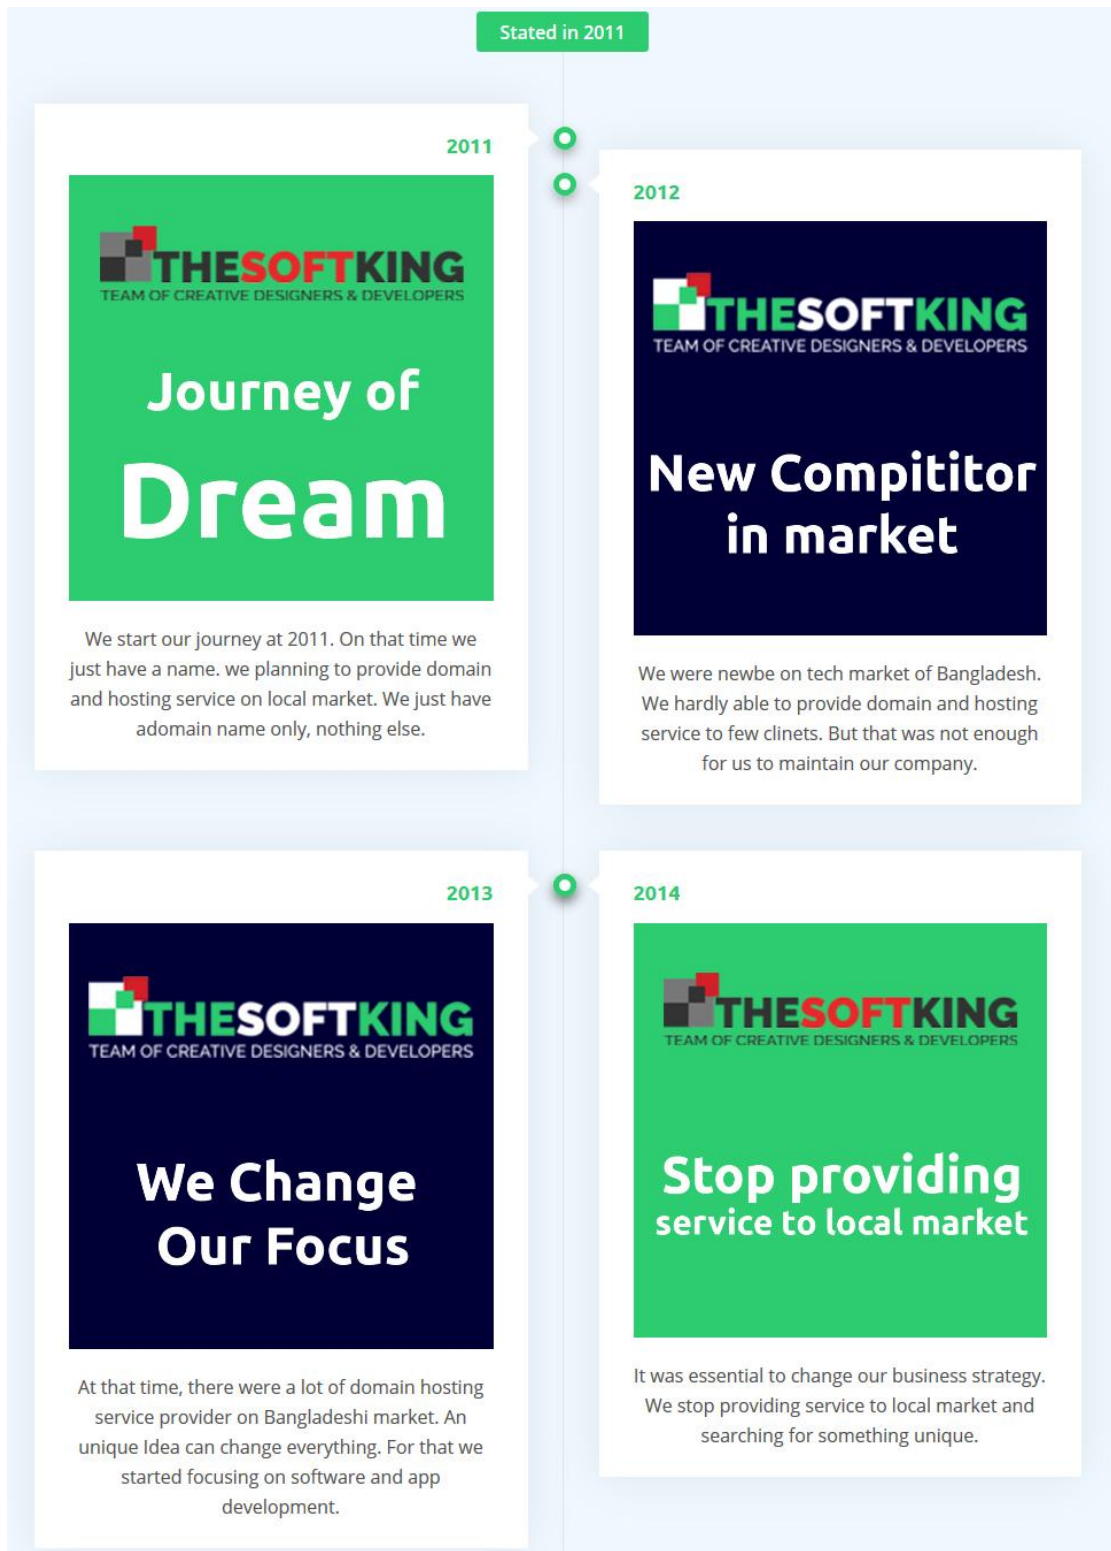 Stated in 2011
2011
THESOFTKING
TEAM OF CREATIVE DESIGNERS & DEVELOPERS
Journey of
Dream
We start our journey at 2011. On that time we
just have a name. we planning to provide domain
and hosting service on local market. We just have
adomain name only, nothing else.
2012
THESOFTKING
TEAM OF CREATIVE DESIGNERS & DEVELOPERS
New Compititor
in market
We were newbe on tech market of Bangladesh.
We hardly able to provide domain and hosting
service to few clinets. But that was not enough
for us to maintain our company.
2013
THESOFTKING
TEAM OF CREATIVE DESIGNERS & DEVELOPERS
We Change
Our Focus
At that time, there were a lot of domain hosting
service provider on Bangladeshi market. An
unique Idea can change everything. For that we
started focusing on software and app
development.
2014
THESOFTKING
TEAM OF CREATIVE DESIGNERS & DEVELOPERS
Stop providing
service to local market
It was essential to change our business strategy.
We stop providing service to local market and
searching for something unique.